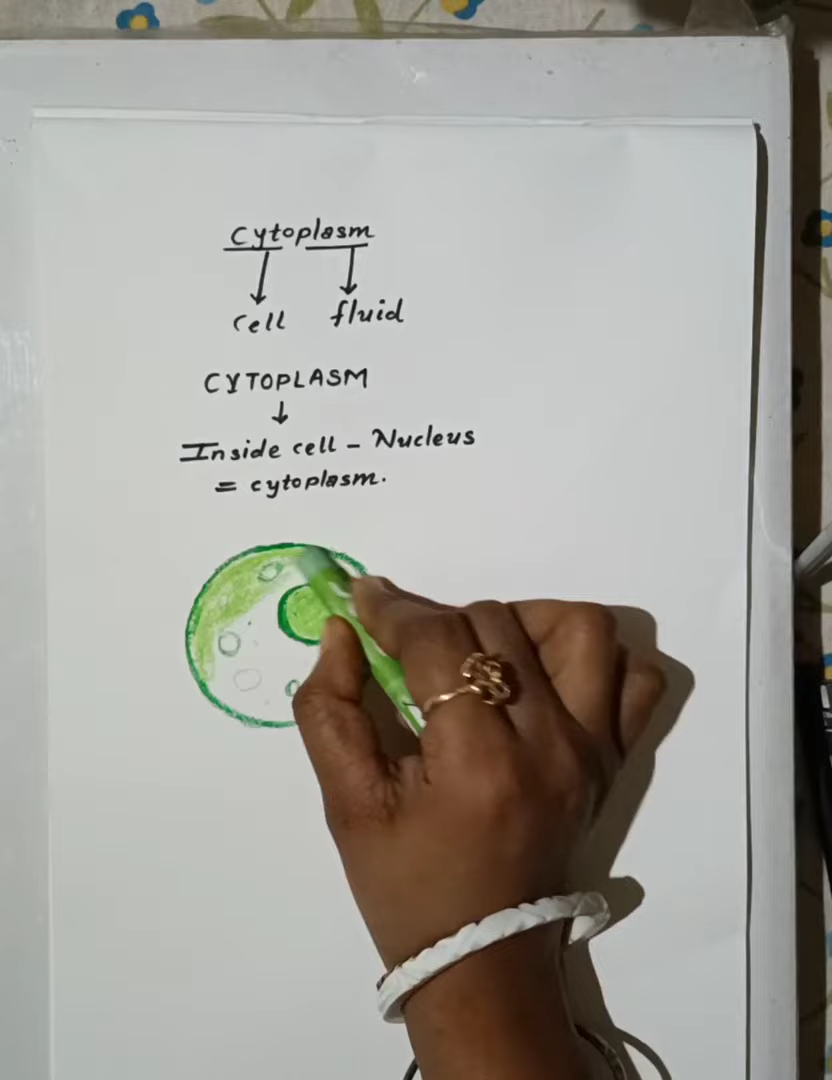 Cytoplasm
cell fluid
CYTOPLASM
Inside cell - Nucleus
= cytoplasm.